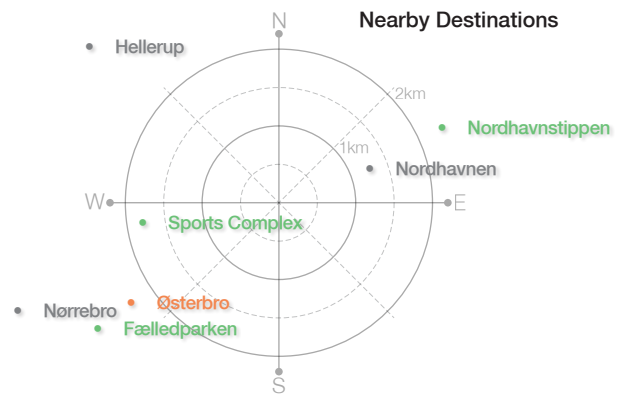 Nearby Destinations
N
Hellerup
2km
Nordhavnstippen
1km
Nordhavnen
W
E
Sports Complex
Østerbro
Nørrebro
Fælledparken
S